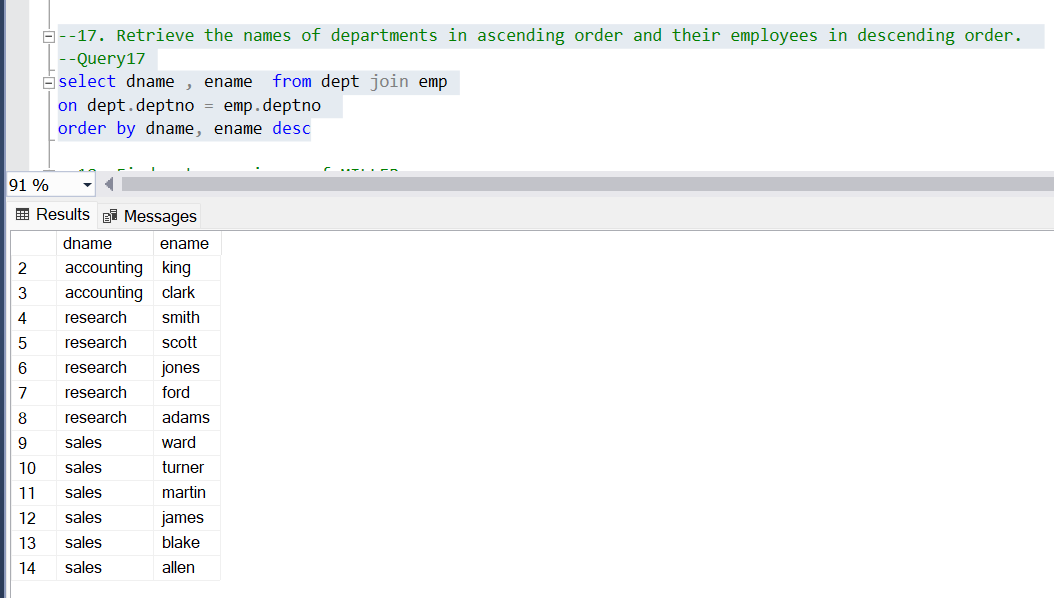 --17. Retrieve the names of departments in ascending order and their employees in descending order.
--Query17
select dname , ename  from dept join emp
on dept.deptno = emp.deptno
order by dname, ename desc
91 %
Results Messages
dname ename
2 accounting king
3 accounting clark
4 research smith
5 research scott
6 research jones
7 research ford
8 research adams
9 sales ward
10 sales turner
11 sales martin
12 sales james
13 sales blake
14 sales allen